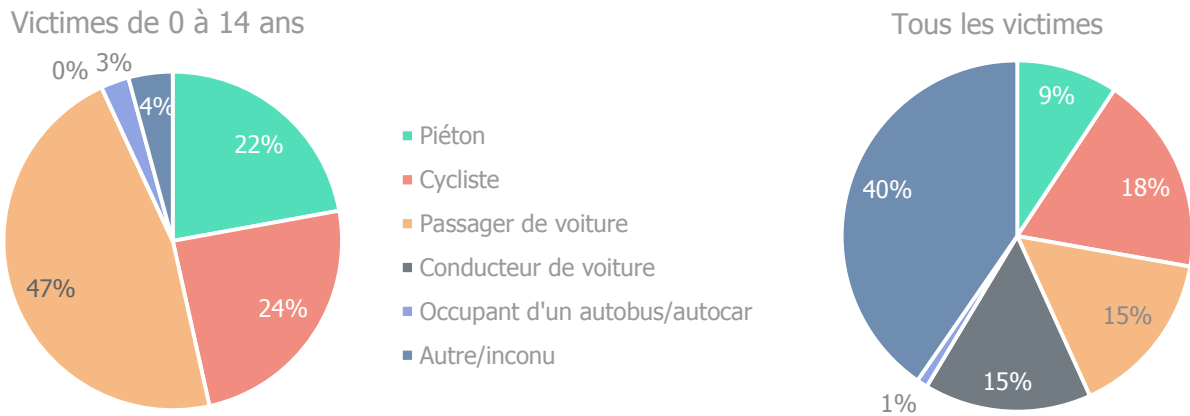 Victimes de 0 à 14 ans
0%
3%
4%
22%
47%
24%
Piéton
Cycliste
Passager de voiture
Conducteur de voiture
Occupant d'un autobus/autocar
Autre/inconu
Tous les victimes
9%
40%
18%
15%
15%
1%